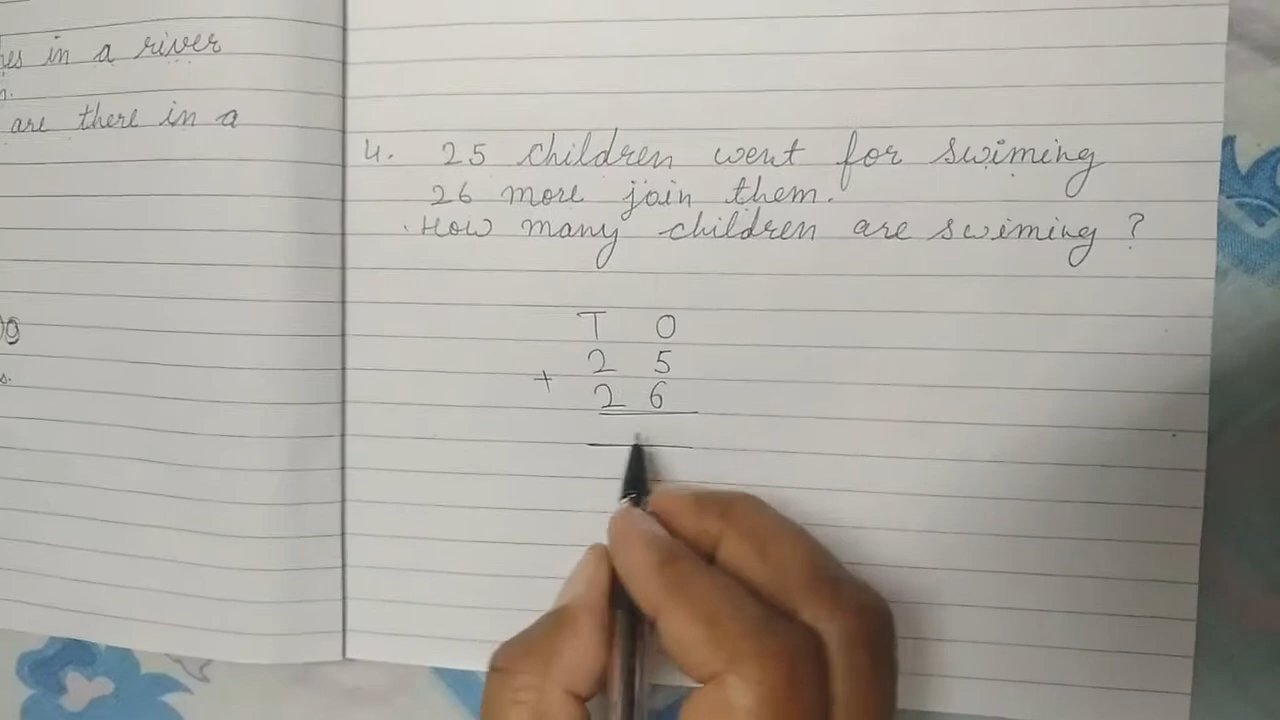 in a river
are there in a
4. 25 children went for swiming
26 more join them.
How many children are swiming ?
T O
2 5
+
2 6